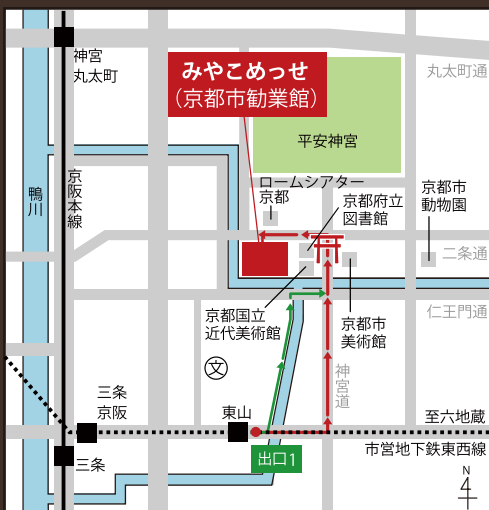 神宮
丸太町
みやこめっせ
（京都市勧業館）
丸太町通
平安神宮
鴨川
京阪本線
ロームシアター
京都
京都府立
図書館
京都市
動物園
二条通
仁王門通
京都国立
近代美術館
京都市
美術館
文
神宮道
三条
京阪
東山
至六地蔵
出口1
市営地下鉄東西線
三条
N